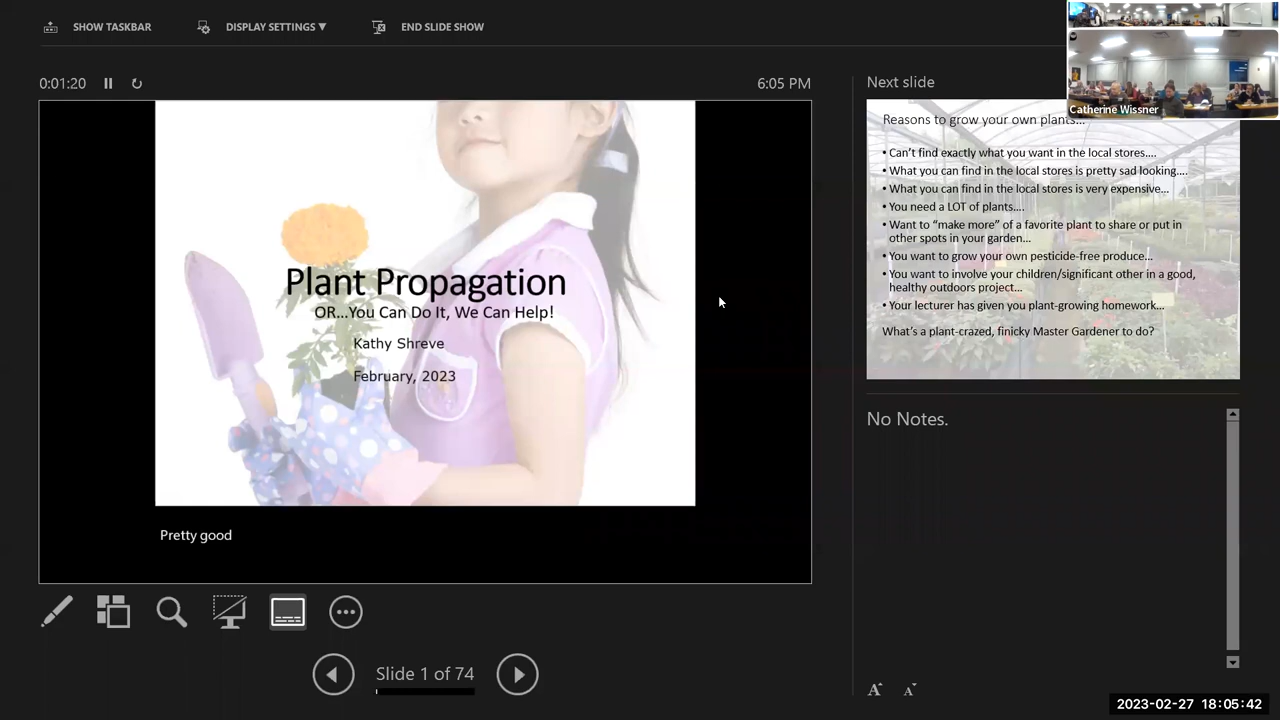 SHOW TASKBAR
DISPLAY SETTINGS ▼
END SLIDE SHOW
0:01:20
6:05 PM
Plant Propagation
OR...You Can Do It, We Can Help!
Kathy Shreve
February, 2023
Pretty good
Slide 1 of 74
Next slide
Catherine Wissner
Reasons to grow your own plants...
• Can't find exactly what you want in the local stores....
• What you can find in the local stores is pretty sad looking....
• What you can find in the local stores is very expensive...
• You need a LOT of plants....
• Want to “make more” of a favorite plant to share or put in
other spots in your garden...
• You want to grow your own pesticide-free produce...
• You want to involve your children/significant other in a good,
healthy outdoors project...
• Your lecturer has given you plant-growing homework...
What's a plant-crazed, finicky Master Gardener to do?
No Notes.
A A
2023-02-27 18:05:42